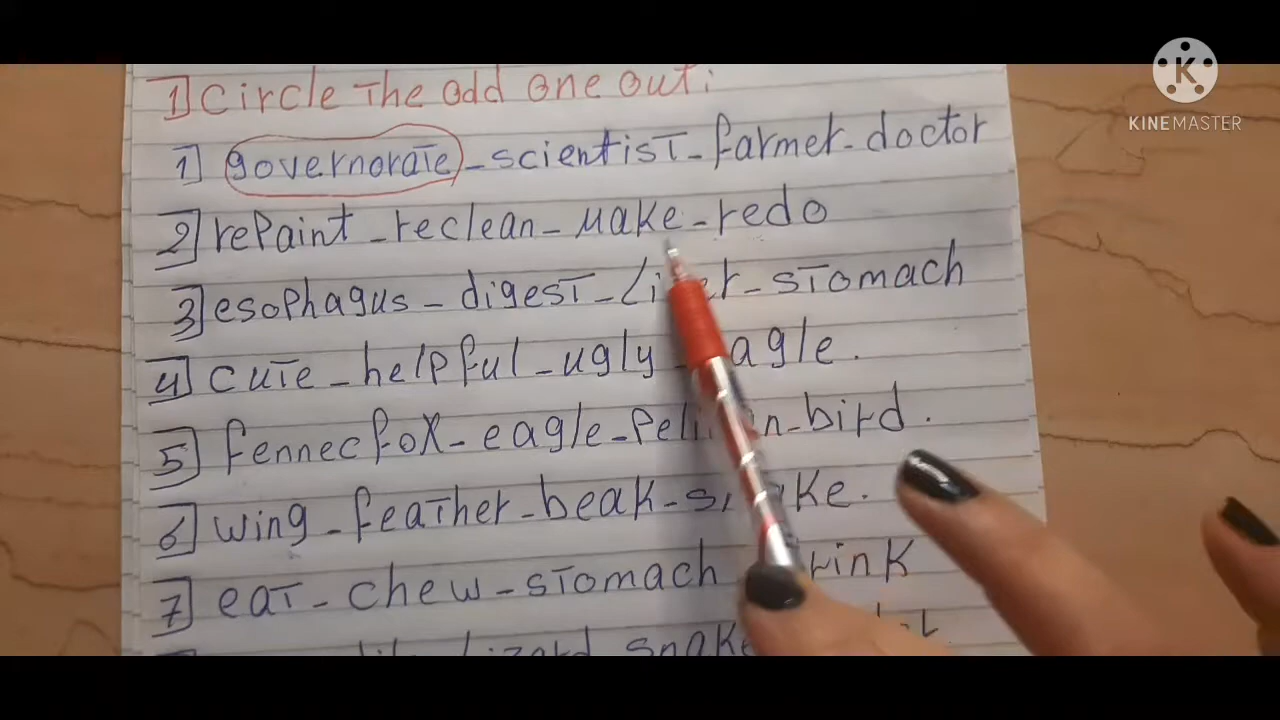 1] Circle The odd one out:
KINEMASTER
1] governorate - scientist - farmer - doctor
2] rePaint - reclean - make - redo
3] esophagus - digest - - stomach
4] cute - helpful - ugly -
5] fennec fox - eagle - - bird.
6] wing - feather - beak -
7] eat - chew - stomach -
lizard snake